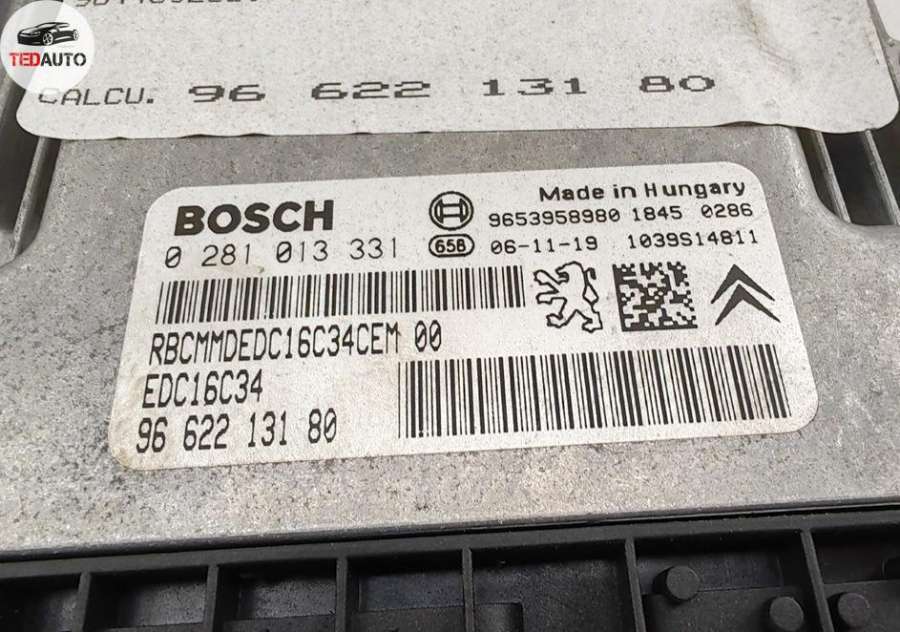 TEDAUTO
CALCU. 96 622 131 80
BOSCH
Made in Hungary
9653958980 1845 0286
0 281 013 331
65B 06-11-19 1039S14811
RBCMMDEDC16C34CEM 00
EDC16C34
96 622 131 80